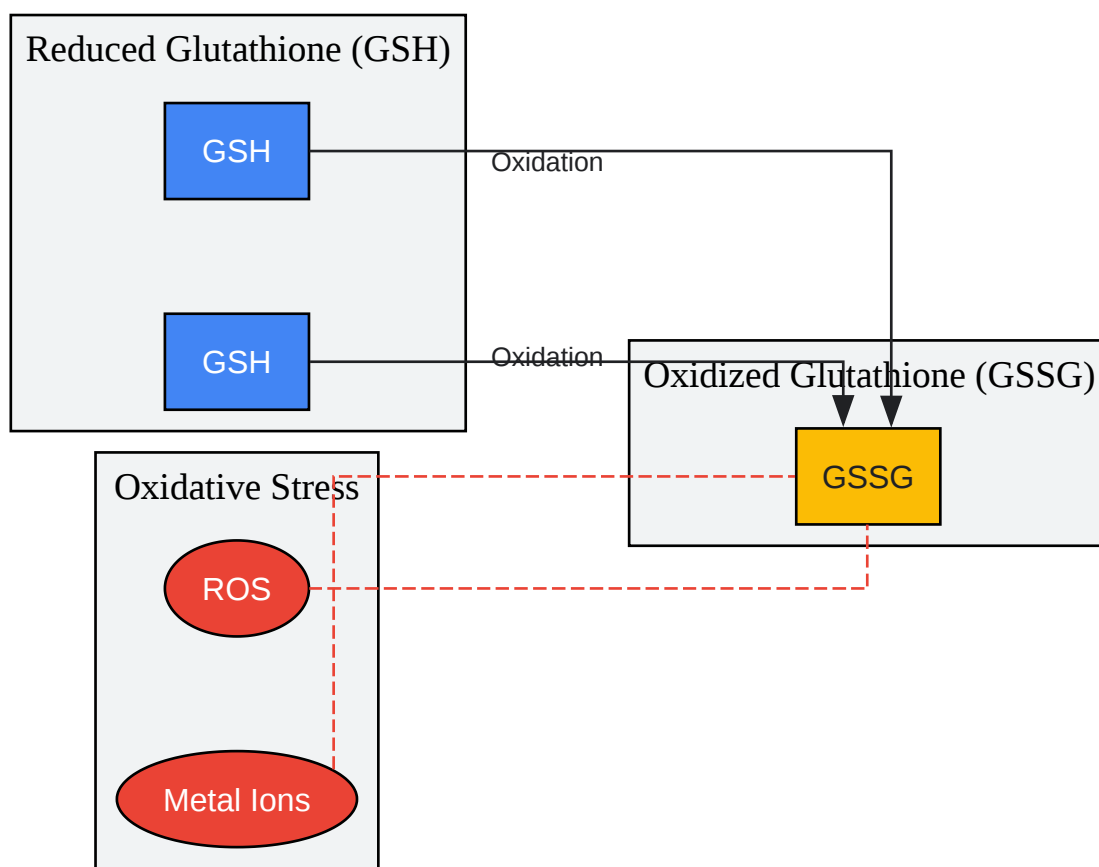 Reduced Glutathione (GSH)
GSH
Oxidation
GSH
Oxidation
Oxidized Glutathione (GSSG)
GSSG
Oxidative Stress
ROS
Metal Ions